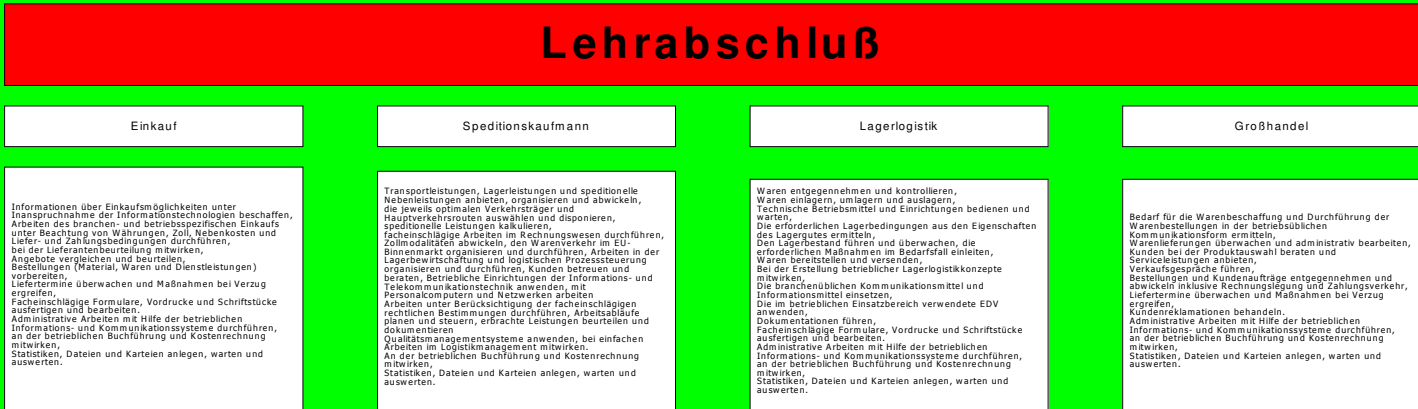 Lehrabschluß
Einkauf
Speditionskaufmann
Lagerlogistik
Großhandel
Informationen über Einkaufsmöglichkeiten unter
Inanspruchnahme der Informationstechnologien beschaffen,
Arbeiten des branchen- und betriebsspezifischen Einkaufs
unter Beachtung von Währungen, Zoll, Nebenkosten und
Liefer- und Zahlungsbedingungen durchführen,
bei der Lieferantenbeurteilung mitwirken,
Angebote vergleichen und beurteilen,
Bestellungen (Material, Waren und Dienstleistungen)
vorbereiten,
Liefertermine überwachen und Maßnahmen bei Verzug
ergreifen,
Facheinschlägige Formulare, Vordrucke und Schriftstücke
ausfertigen und bearbeiten.
Administrative Arbeiten mit Hilfe der betrieblichen
Informations- und Kommunikationssysteme durchführen,
an der betrieblichen Buchführung und Kostenrechnung
mitwirken,
Statistiken, Dateien und Karteien anlegen, warten und
auswerten.
Transportleistungen, Lagerleistungen und speditionelle
Nebenleistungen anbieten, organisieren und abwickeln,
die jeweils optimalen Verkehrsträger und
Hauptverkehrsrouten auswählen und disponieren,
speditionelle Leistungen kalkulieren,
facheinschlägige Arbeiten im Rechnungswesen durchführen,
Zollmodalitäten abwickeln, den Warenverkehr im EU-
Binnenmarkt organisieren und durchführen, Arbeiten in der
Lagerbewirtschaftung und logistischen Prozesssteuerung
organisieren und durchführen, Kunden betreuen und
beraten, Betriebliche Einrichtungen der Informations- und
Telekommunikationstechnik anwenden, mit
Personalcomputern und Netzwerken arbeiten
Arbeiten unter Berücksichtigung der facheinschlägigen
rechtlichen Bestimmungen durchführen, Arbeitsabläufe
planen und steuern, erbrachte Leistungen beurteilen und
dokumentieren
Qualitätsmanagementsysteme anwenden, bei einfachen
Arbeiten im Logistikmanagement mitwirken.
An der betrieblichen Buchführung und Kostenrechnung
mitwirken,
Statistiken, Dateien und Karteien anlegen, warten und
auswerten.
Waren entgegennehmen und kontrollieren,
Waren einlagern, umlagern und auslagern,
Technische Betriebsmittel und Einrichtungen bedienen und
warten,
Die erforderlichen Lagerbedingungen aus den Eigenschaften
des Lagergutes ermitteln,
Den Lagerbestand führen und überwachen, die
erforderlichen Maßnahmen im Bedarfsfall einleiten,
Waren bereitstellen und versenden,
Bei der Erstellung betrieblicher Lagerlogistikkonzepte
mitwirken,
Die branchenüblichen Kommunikationsmittel und
Informationsmittel einsetzen,
Die im betrieblichen Einsatzbereich verwendete EDV
anwenden,
Dokumentationen führen,
Facheinschlägige Formulare, Vordrucke und Schriftstücke
ausfertigen und bearbeiten.
Administrative Arbeiten mit Hilfe der betrieblichen
Informations- und Kommunikationssysteme durchführen,
an der betrieblichen Buchführung und Kostenrechnung
mitwirken,
Statistiken, Dateien und Karteien anlegen, warten und
auswerten.
Bedarf für die Warenbeschaffung und Durchführung der
Warenbestellungen in der betriebsüblichen
Kommunikationsform ermitteln,
Warenlieferungen überwachen und administrativ bearbeiten,
Kunden bei der Produktauswahl beraten und
Serviceleistungen anbieten,
Verkaufsgespräche führen,
Bestellungen und Kundenaufträge entgegennehmen und
abwickeln inklusive Rechnungslegung und Zahlungsverkehr,
Liefertermine überwachen und Maßnahmen bei Verzug
ergreifen,
Kundenreklamationen behandeln.
Administrative Arbeiten mit Hilfe der betrieblichen
Informations- und Kommunikationssysteme durchführen,
an der betrieblichen Buchführung und Kostenrechnung
mitwirken,
Statistiken, Dateien und Karteien anlegen, warten und
auswerten.